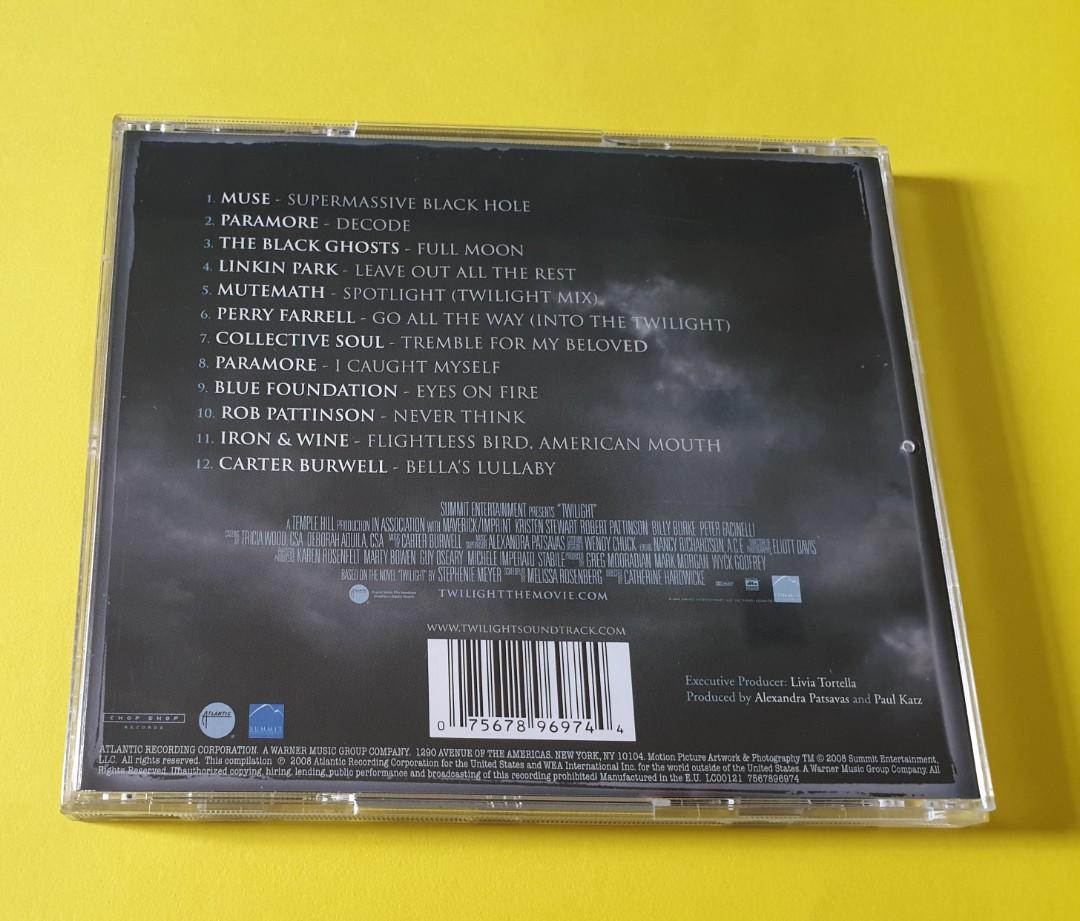 1. MUSE - SUPERMASSIVE BLACK HOLE
2. PARAMORE - DECODE
3. THE BLACK GHOSTS - FULL MOON
4. LINKIN PARK - LEAVE OUT ALL THE REST
5. MUTEMATH - SPOTLIGHT (TWILIGHT MIX)
6. PERRY FARRELL - GO ALL THE WAY (INTO THE TWILIGHT)
7. COLLECTIVE SOUL - TREMBLE FOR MY BELOVED
8. PARAMORE - I CAUGHT MYSELF
9. BLUE FOUNDATION - EYES ON FIRE
10. ROB PATTINSON - NEVER THINK
11. IRON & WINE - FLIGHTLESS BIRD, AMERICAN MOUTH
12. CARTER BURWELL - BELLA'S LULLABY
SUMMIT ENTERTAINMENT PRESENTS "TWILIGHT"
A TEMPLE HILL PRODUCTION IN ASSOCIATION WITH MAVERICK/IMPRINT KRISTEN STEWART ROBERT PATTINSON BILLY BURKE PETER FACINELLI
TRICIA WOOD, CSA DEBORAH AQUILA, CSA CARTER BURWELL ALEXANDRA PATSAVAS WENDY CHUCK NANCY RICHARDSON, A.C.E ELLIOT DAVIS
KAREN ROSENFELT MARTY BOWEN GUY OSEARY MICHELE IMPERATO STABILE GREG MOORADIAN MARK MORGAN WYCK GODFREY
BASED ON THE NOVEL "TWILIGHT" BY STEPHENIE MEYER MELISSA ROSENBERG CATHERINE HARDWICKE
TWILIGHTTHEMOVIE.COM
WWW.TWILIGHTSOUNDTRACK.COM
0 75678 96974 4
Executive Producer: Livia Tortella
Produced by Alexandra Patsavas and Paul Katz
CHOP SHOP
RECORDS
ATLANTIC
SUMMIT
ATLANTIC RECORDING CORPORATION. A WARNER MUSIC GROUP COMPANY. 1290 AVENUE OF THE AMERICAS. NEW YORK, NY 10104. Motion Picture Artwork & Photography TM © 2008 Summit Entertainment,
LLC. All rights reserved. This compilation ℗ 2008 Atlantic Recording Corporation for the United States and WEA International Inc. for the world outside of the United States. A Warner Music Group Company. All
Rights Reserved. Unauthorized copying, hiring, lending, public performance and broadcasting of this recording prohibited! Manufactured in the E.U. LC00121 7567896974